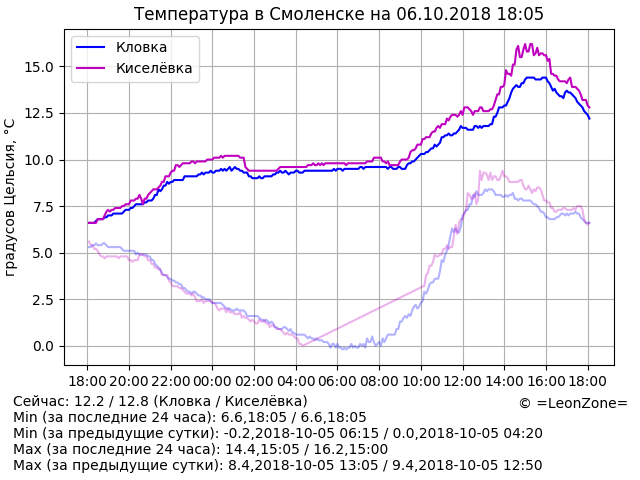 Температура в Смоленске на 06.10.2018 18:05
градусов Цельсия, °C
Кловка
Киселёвка
15.0
12.5
10.0
7.5
5.0
2.5
0.0
18:00 20:00 22:00 00:00 02:00 04:00 06:00 08:00 10:00 12:00 14:00 16:00 18:00
Сейчас: 12.2 / 12.8 (Кловка / Киселёвка)
© =LeonZone=
Min (за последние 24 часа): 6.6,18:05 / 6.6,18:05
Min (за предыдущие сутки): -0.2,2018-10-05 06:15 / 0.0,2018-10-05 04:20
Max (за последние 24 часа): 14.4,15:05 / 16.2,15:00
Max (за предыдущие сутки): 8.4,2018-10-05 13:05 / 9.4,2018-10-05 12:50